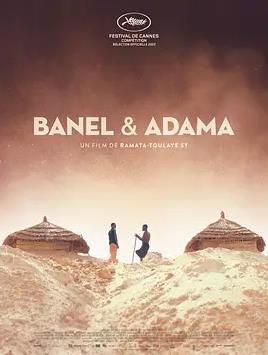 FESTIVAL DE CANNES
COMPÉTITION
SÉLECTION OFFICIELLE 2023
BANEL & ADAMA
UN FILM DE RAMATA-TOULAYE SY